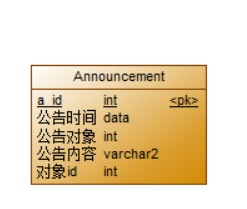 Announcement
a_id int <pk>
公告时间 data
公告对象 int
公告内容 varchar2
对象id int